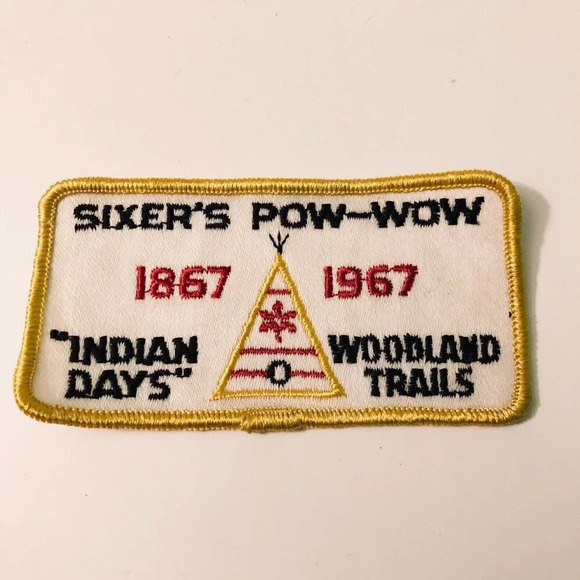 SIXER'S POW-WOW
1867 1967
"INDIAN DAYS" WOODLAND TRAILS